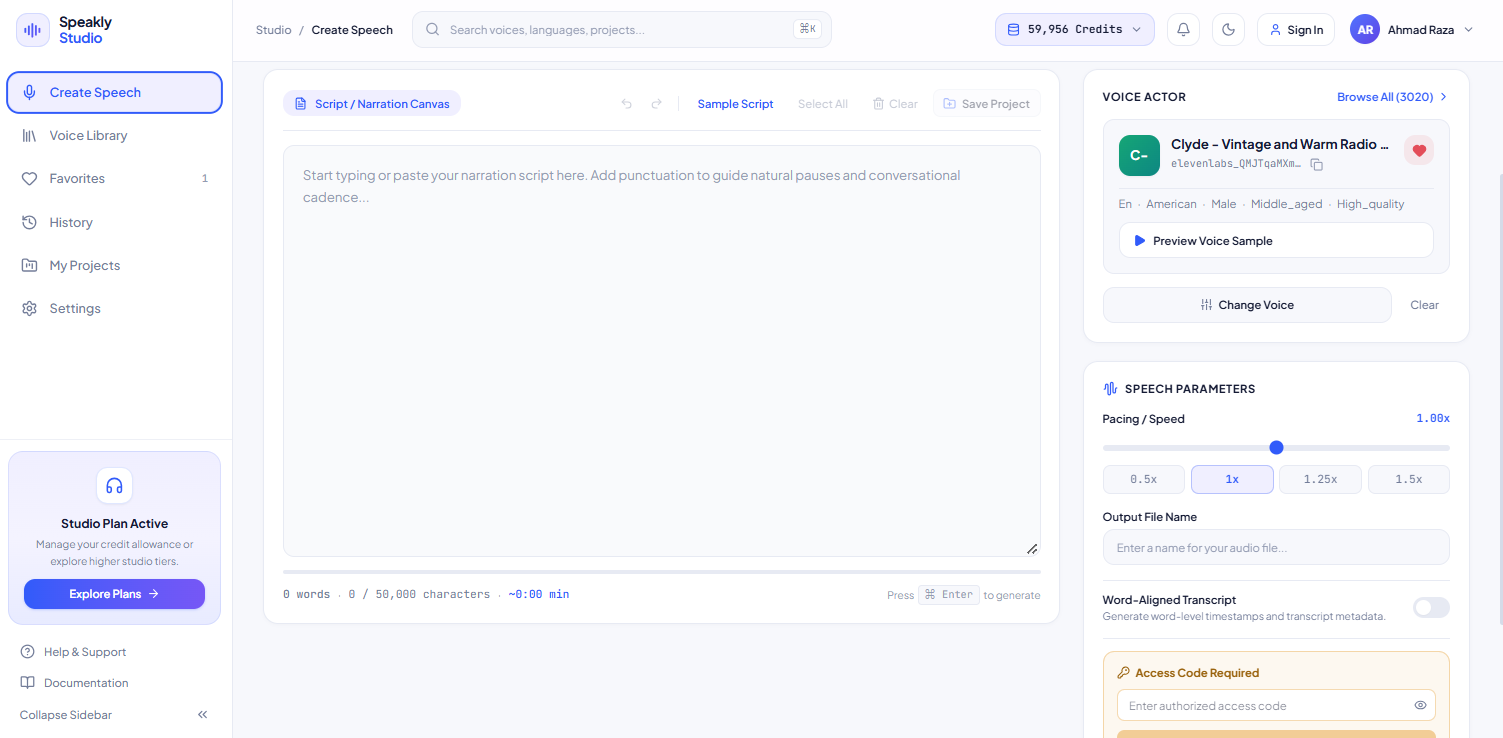 Speakly
Studio
Create Speech
Voice Library
Favorites 1
History
My Projects
Settings
Studio Plan Active
Manage your credit allowance or
explore higher studio tiers.
Explore Plans →
Help & Support
Documentation
Collapse Sidebar
Studio / Create Speech
Search voices, languages, projects...
⌘K
59,956 Credits
Sign In
AR
Ahmad Raza
Script / Narration Canvas
Sample Script
Select All
Clear
Save Project
Start typing or paste your narration script here. Add punctuation to guide natural pauses and conversational
cadence...
0 words · 0 / 50,000 characters · ~0:00 min
Press ⌘ Enter to generate
VOICE ACTOR
Browse All (3020)
C-
Clyde - Vintage and Warm Radio ...
elevenlabs_QMJTqaMXm…
En · American · Male · Middle_aged · High_quality
Preview Voice Sample
Change Voice
Clear
SPEECH PARAMETERS
Pacing / Speed 1.00x
0.5x 1x 1.25x 1.5x
Output File Name
Enter a name for your audio file...
Word-Aligned Transcript
Generate word-level timestamps and transcript metadata.
Access Code Required
Enter authorized access code